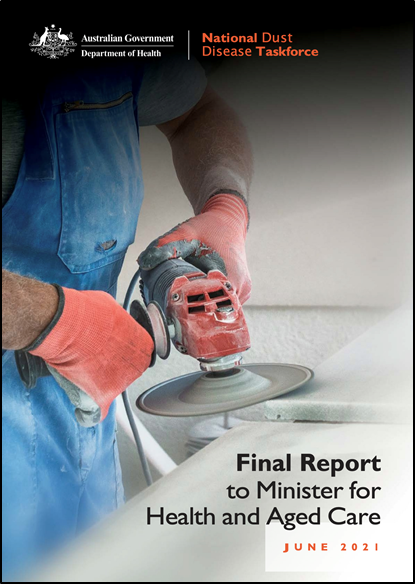 Australian Government
Department of Health
National Dust
Disease Taskforce
Final Report
to Minister for
Health and Aged Care
JUNE 2021